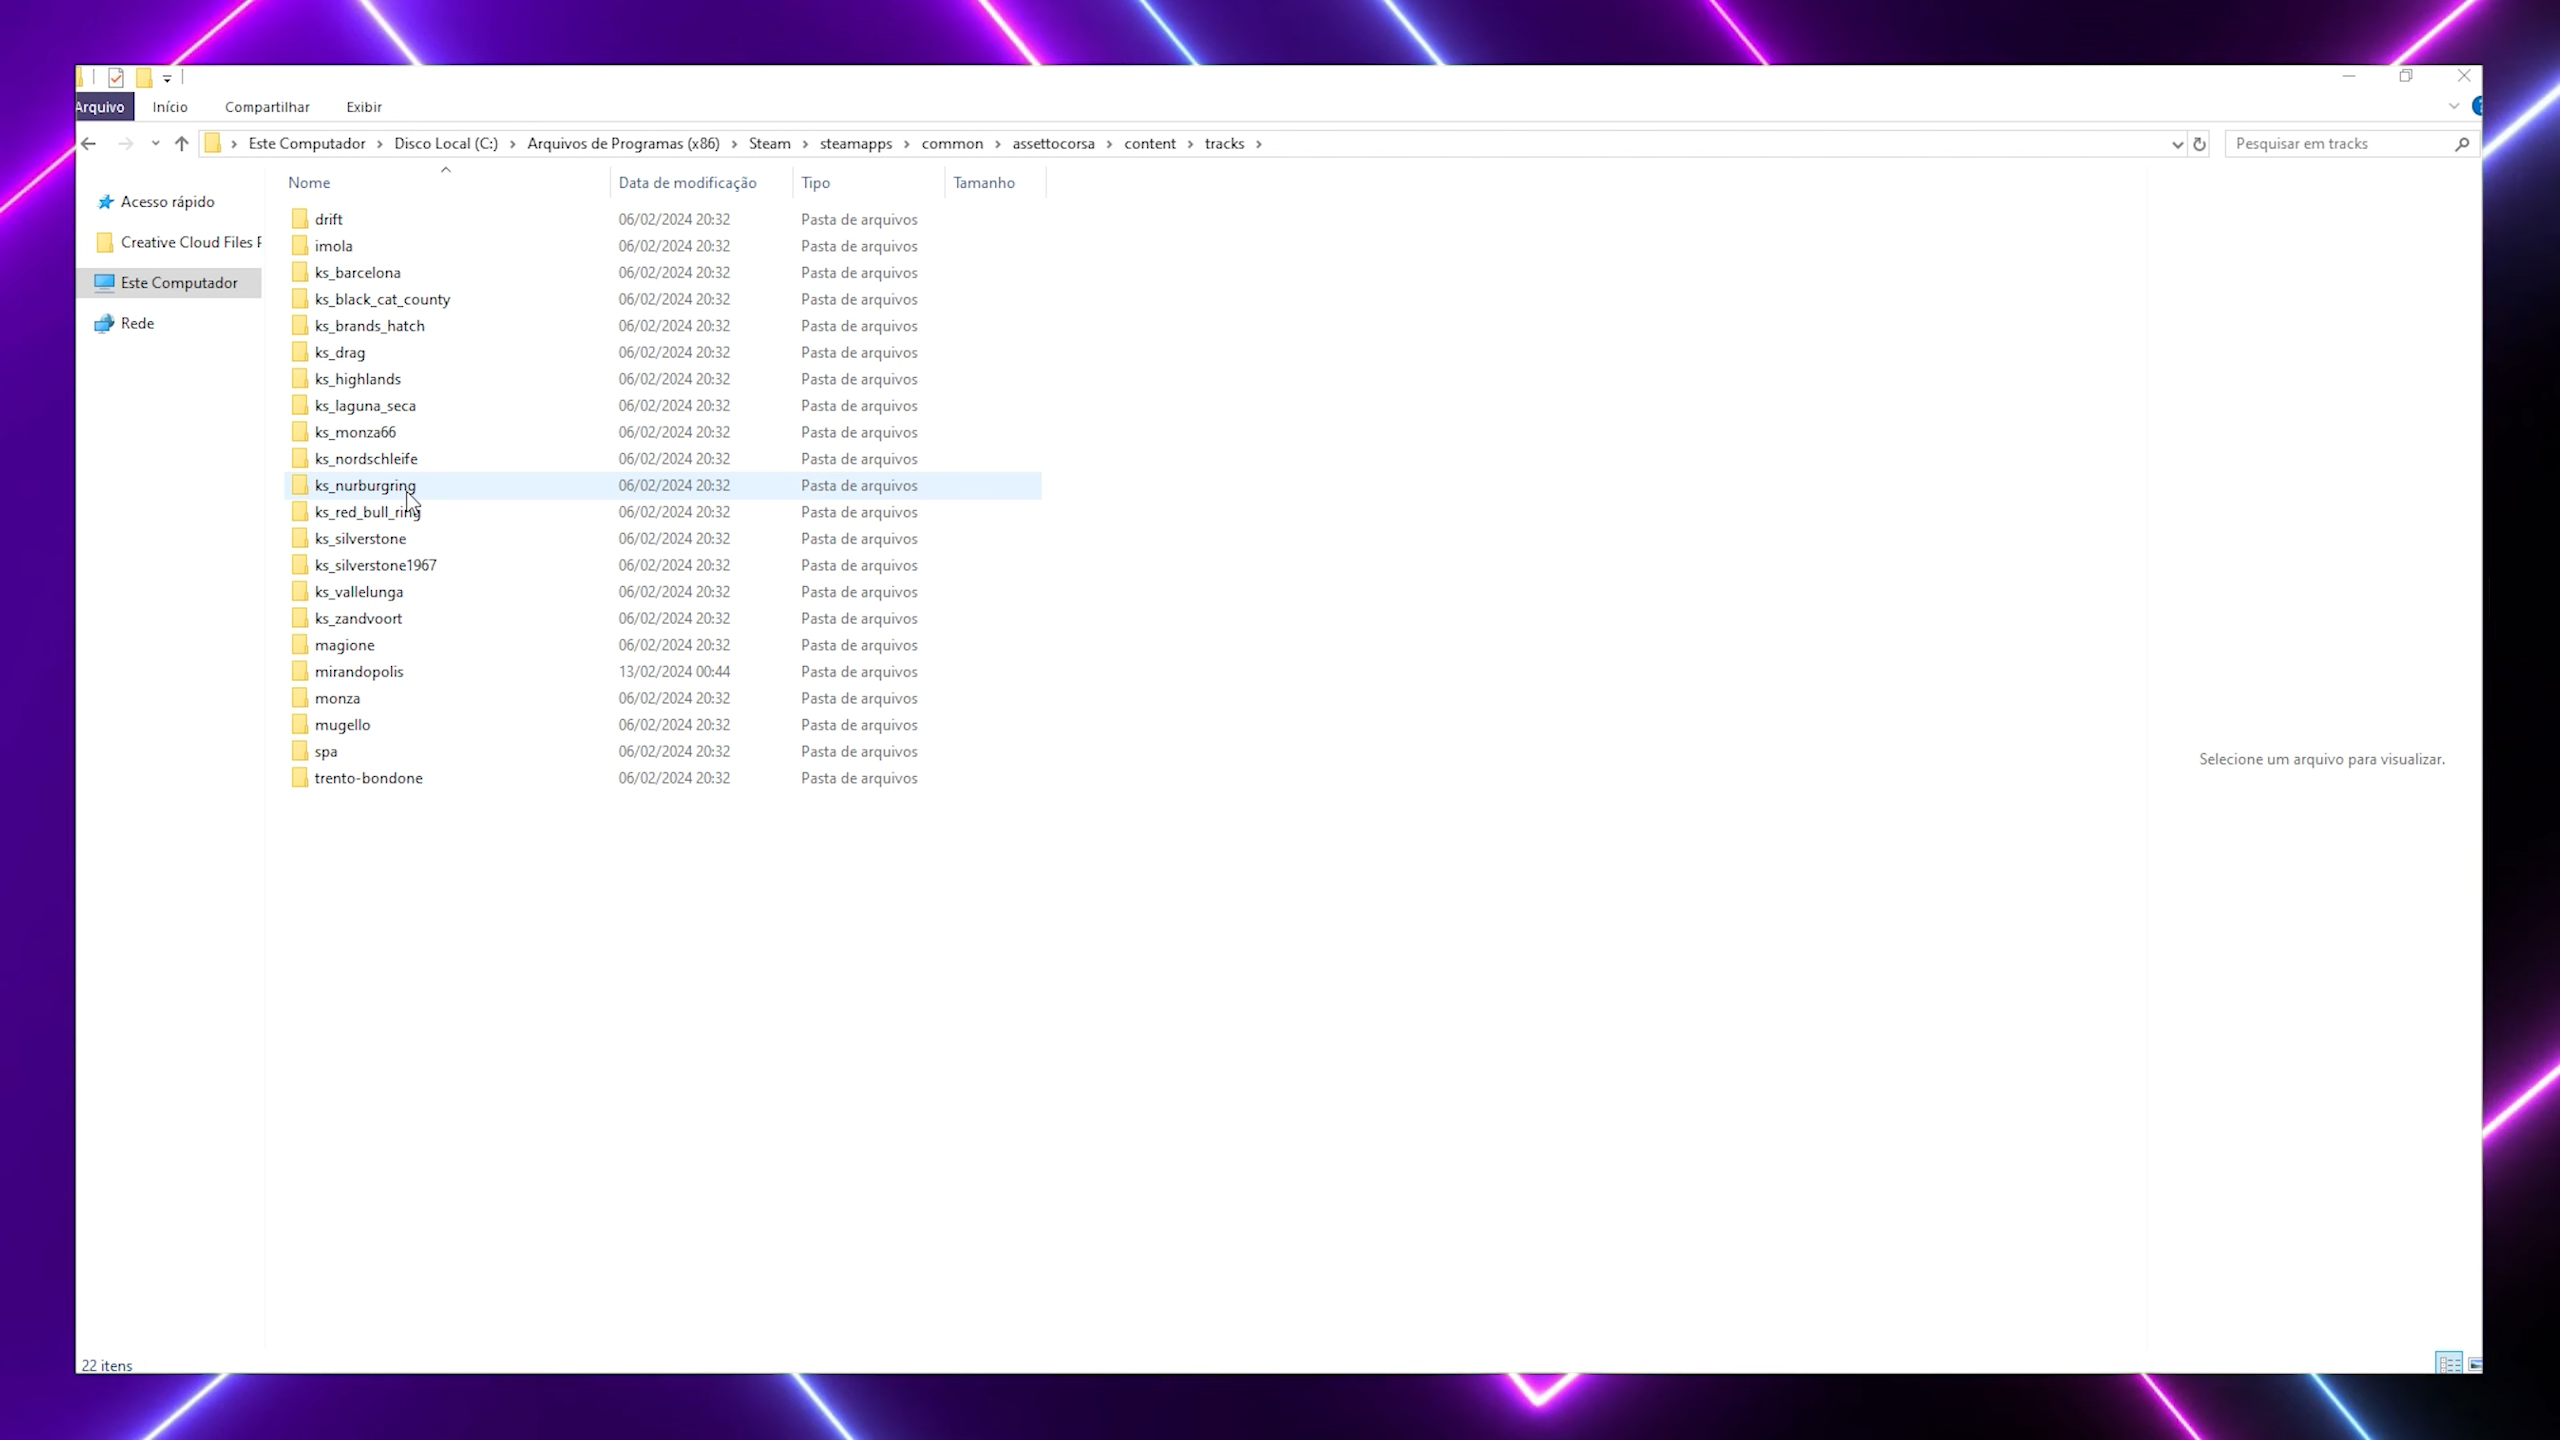 Arquivo Início Compartilhar Exibir
Este Computador Disco Local (C:) Arquivos de Programas (x86) Steam steamapps common assettocorsa content tracks
Pesquisar em tracks
Acesso rápido
Creative Cloud Files F
Este Computador
Rede
Nome Data de modificação Tipo Tamanho
drift 06/02/2024 20:32 Pasta de arquivos
imola 06/02/2024 20:32 Pasta de arquivos
ks_barcelona 06/02/2024 20:32 Pasta de arquivos
ks_black_cat_county 06/02/2024 20:32 Pasta de arquivos
ks_brands_hatch 06/02/2024 20:32 Pasta de arquivos
ks_drag 06/02/2024 20:32 Pasta de arquivos
ks_highlands 06/02/2024 20:32 Pasta de arquivos
ks_laguna_seca 06/02/2024 20:32 Pasta de arquivos
ks_monza66 06/02/2024 20:32 Pasta de arquivos
ks_nordschleife 06/02/2024 20:32 Pasta de arquivos
ks_nurburgring 06/02/2024 20:32 Pasta de arquivos
ks_red_bull_ring 06/02/2024 20:32 Pasta de arquivos
ks_silverstone 06/02/2024 20:32 Pasta de arquivos
ks_silverstone1967 06/02/2024 20:32 Pasta de arquivos
ks_vallelunga 06/02/2024 20:32 Pasta de arquivos
ks_zandvoort 06/02/2024 20:32 Pasta de arquivos
magione 06/02/2024 20:32 Pasta de arquivos
mirandopolis 13/02/2024 00:44 Pasta de arquivos
monza 06/02/2024 20:32 Pasta de arquivos
mugello 06/02/2024 20:32 Pasta de arquivos
spa 06/02/2024 20:32 Pasta de arquivos
trento-bondone 06/02/2024 20:32 Pasta de arquivos
Selecione um arquivo para visualizar.
22 itens